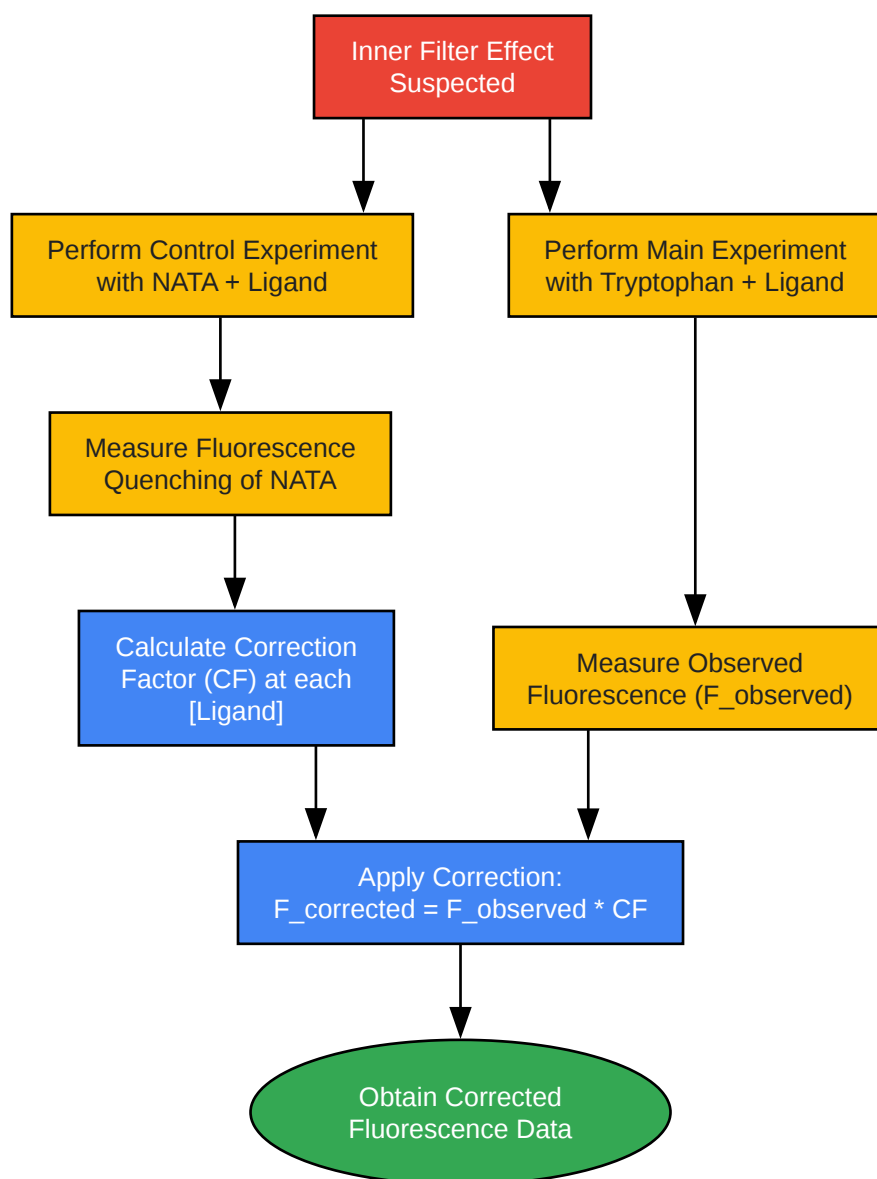 Inner Filter Effect
Suspected
Perform Control Experiment
with NATA + Ligand
Perform Main Experiment
with Tryptophan + Ligand
Measure Fluorescence
Quenching of NATA
Calculate Correction
Factor (CF) at each
[Ligand]
Measure Observed
Fluorescence (F_observed)
Apply Correction:
F_corrected = F_observed * CF
Obtain Corrected
Fluorescence Data